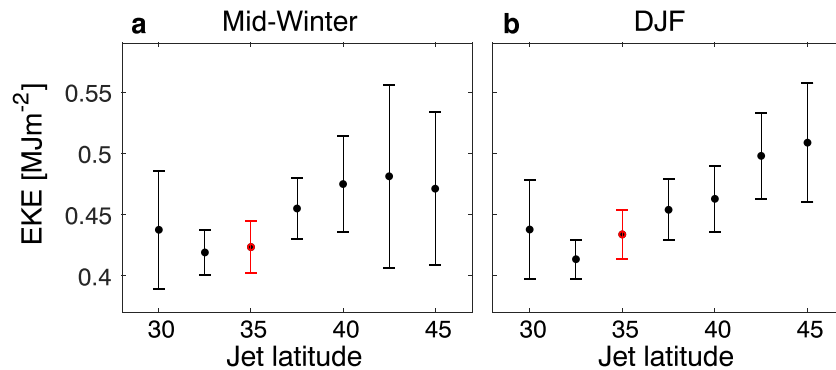 a Mid-Winter
b DJF
EKE [MJm⁻²]
0.55
0.5
0.45
0.4
30 35 40 45
Jet latitude
30 35 40 45
Jet latitude